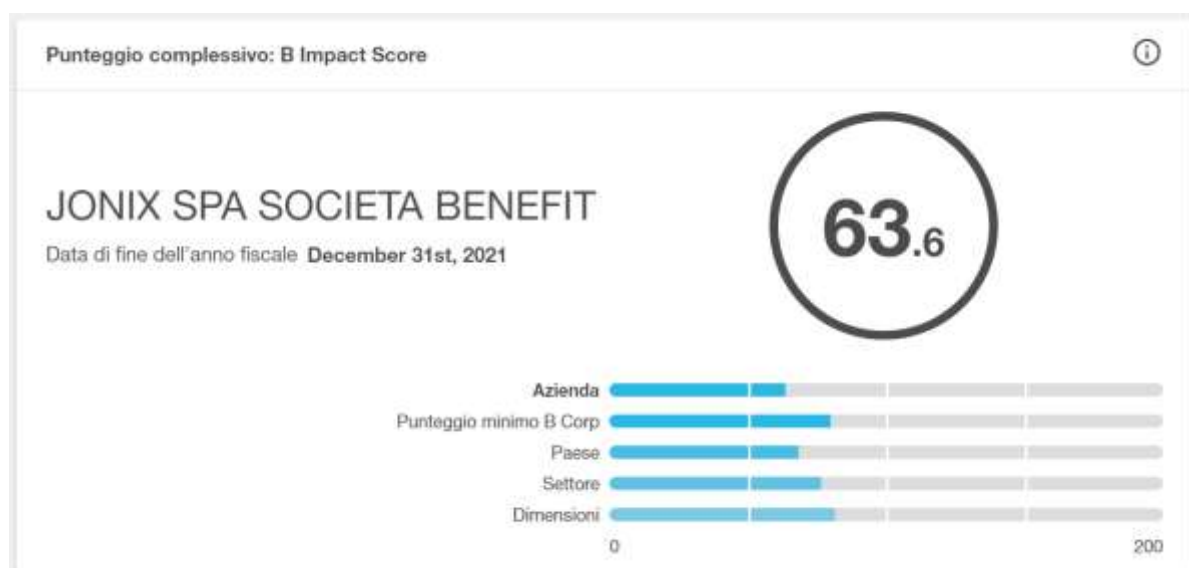 Punteggio complessivo: B Impact Score
JONIX SPA SOCIETA BENEFIT
Data di fine dell'anno fiscale December 31st, 2021
63.6
Azienda
Punteggio minimo B Corp
Paese
Settore
Dimensioni
0 200